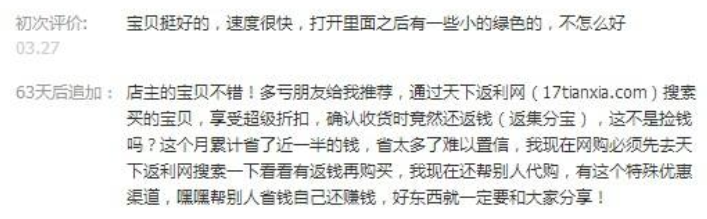 初次评价: 宝贝挺好的，速度很快，打开里面之后有一些小的绿色的，不怎么好
03.27
63天后追加： 店主的宝贝不错！多亏朋友给我推荐，通过天下返利网（17tianxia.com）搜索
买的宝贝，享受超级折扣，确认收货时竟然还返钱（返集分宝），这不是捡钱
吗？这个月累计省了近一半的钱，省太多了难以置信，我现在网购必须先去天
下返利网搜索一下看看有返钱再购买，我现在还帮别人代购，有这个特殊优惠
渠道，嘿嘿帮别人省钱自己还赚钱，好东西就一定要和大家分享！